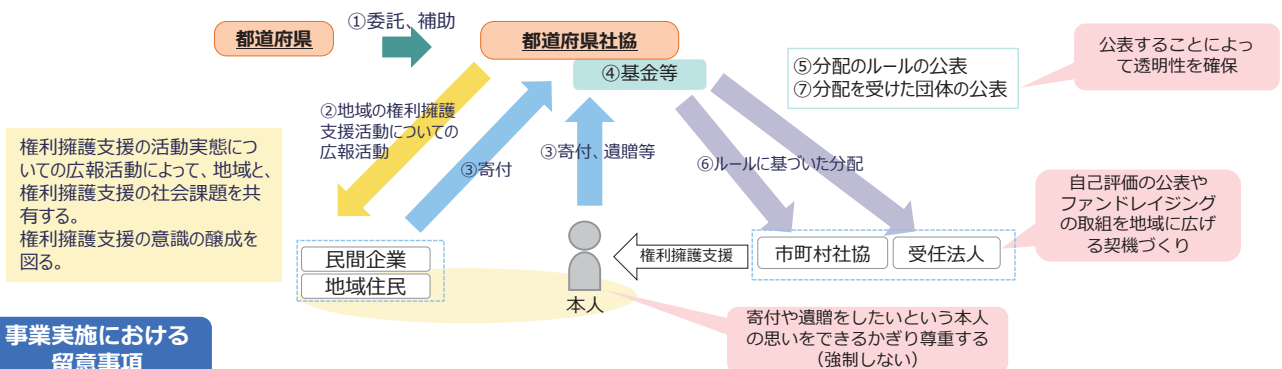 ①委託、補助
都道府県
都道府県社協
④基金等
公表することによっ
て透明性を確保
⑤分配のルールの公表
⑦分配を受けた団体の公表
②地域の権利擁護
支援活動についての
広報活動
③寄付
③寄付、遺贈等
⑥ルールに基づいた分配
権利擁護支援の活動実態につ
いての広報活動によって、地域と、
権利擁護支援の社会課題を共
有する。
権利擁護支援の意識の醸成を
図る。
自己評価の公表や
ファンドレイジング
の取組を地域に広げ
る契機づくり
民間企業
地域住民
本人
権利擁護支援
市町村社協
受任法人
寄付や遺贈をしたいという本人
の思いをできるかぎり尊重する
（強制しない）
事業実施における
留意事項